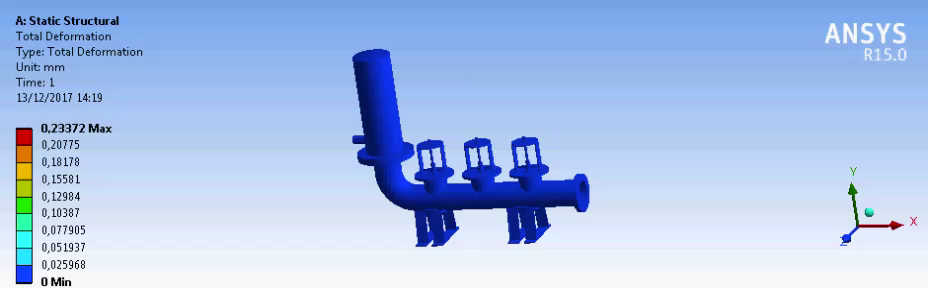 A: Static Structural
Total Deformation
Type: Total Deformation
Unit: mm
Time: 1
13/12/2017 14:19
0,23372 Max
0,20775
0,18178
0,15581
0,12984
0,10387
0,077905
0,051937
0,025968
0 Min
ANSYS
R15.0
Y
X
Z